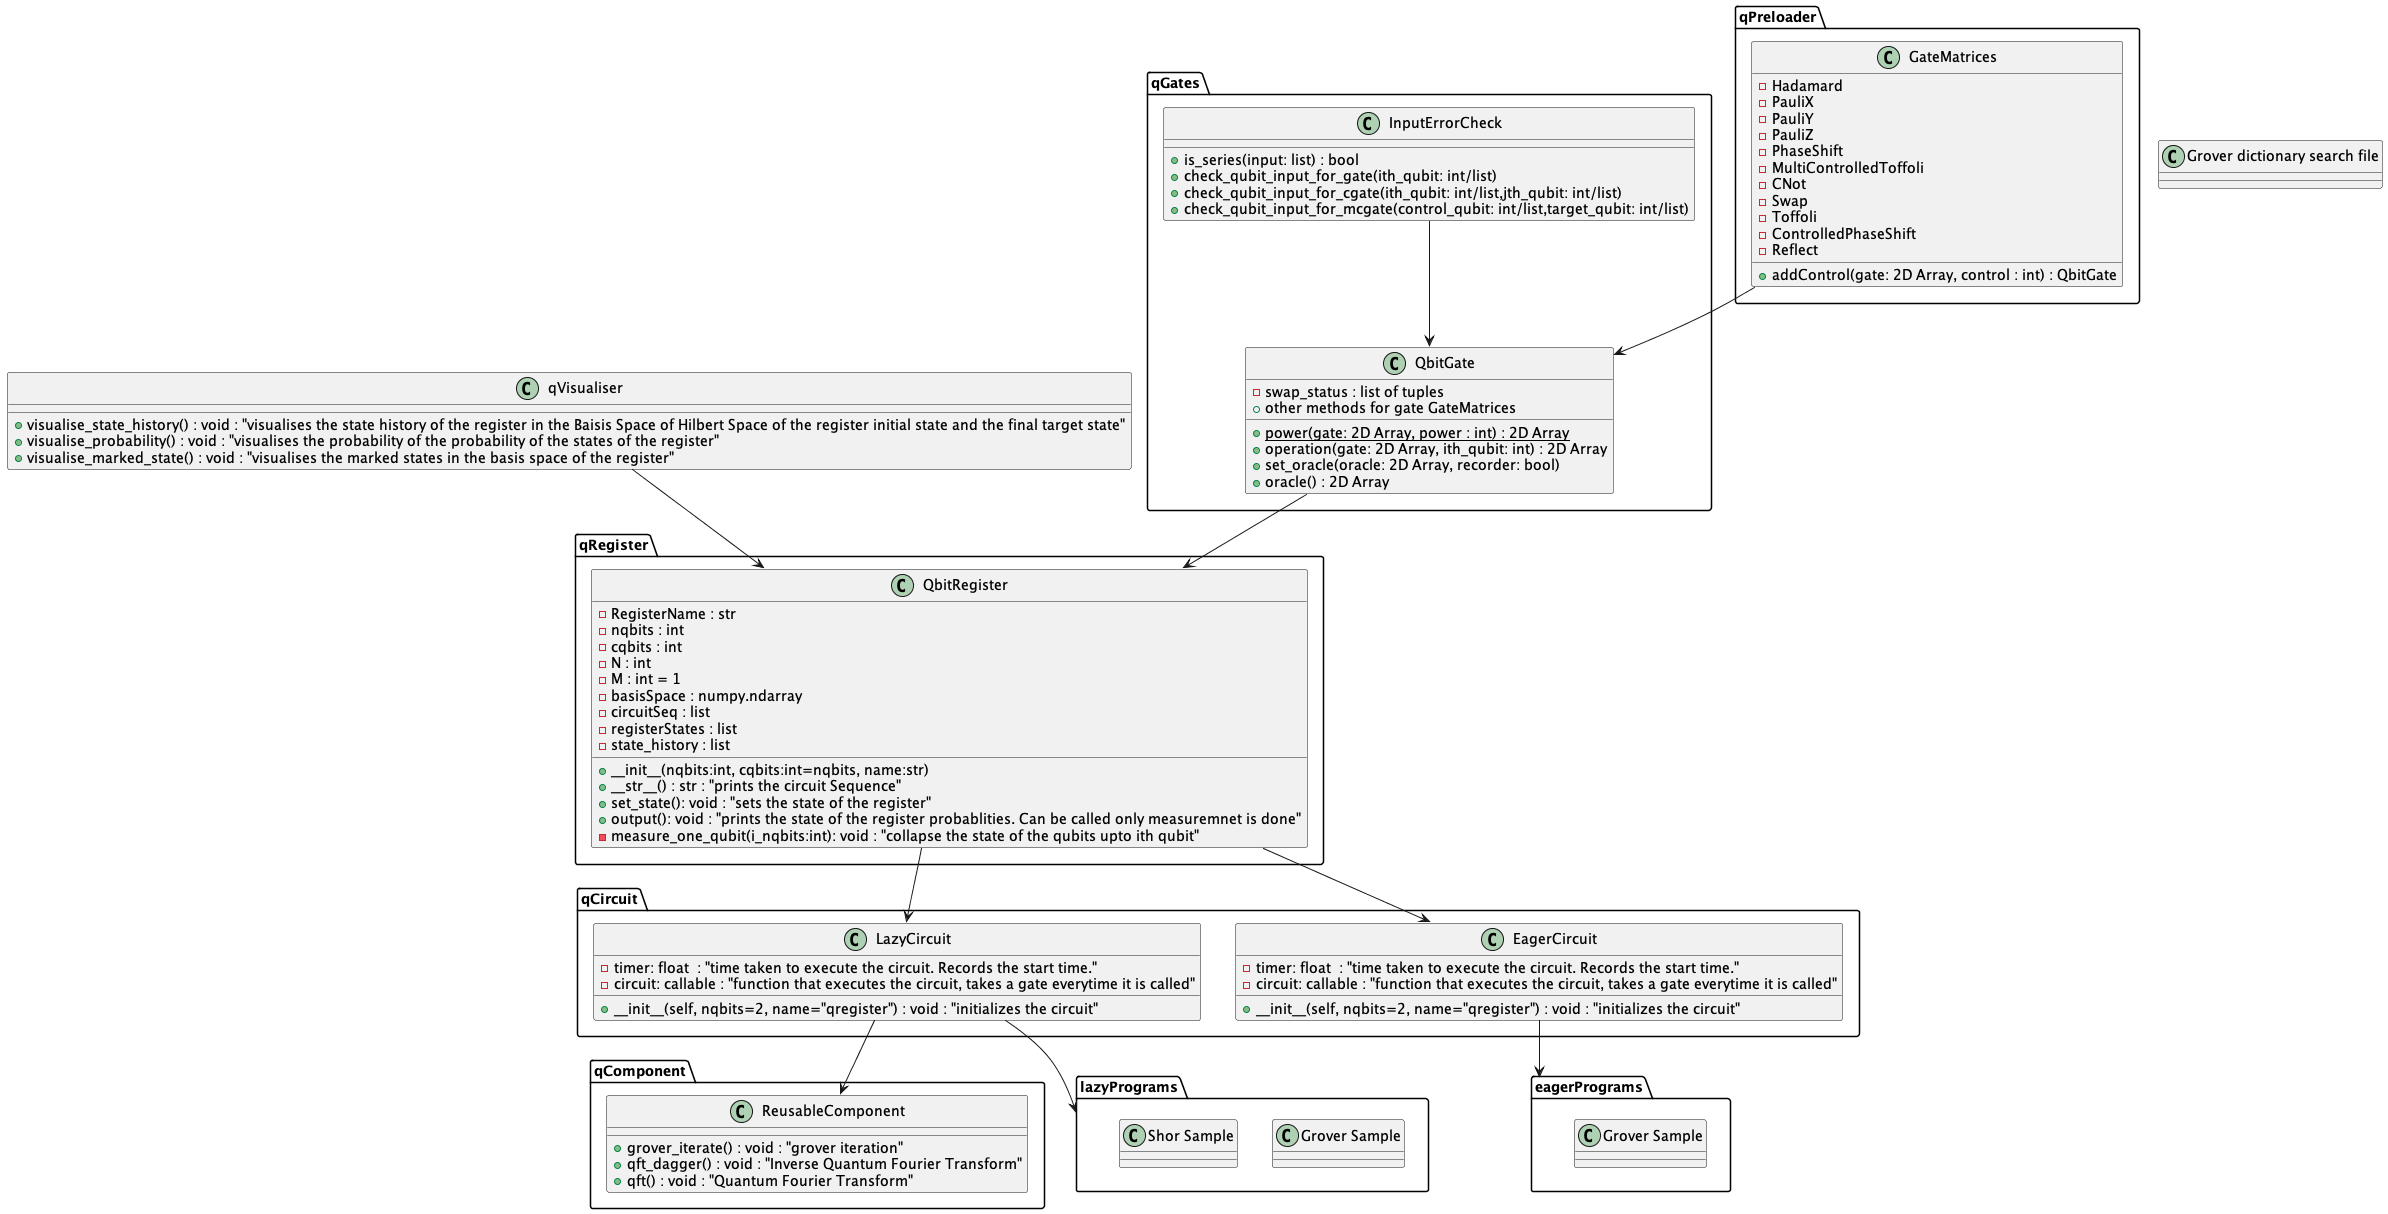 qPreloader
GateMatrices
Hadamard
PauliX
PauliY
PauliZ
PhaseShift
MultiControlledToffoli
CNot
Swap
Toffoli
ControlledPhaseShift
Reflect
addControl(gate: 2D Array, control : int) : QbitGate
Grover dictionary search file
qGates
InputErrorCheck
is_series(input: list) : bool
check_qubit_input_for_gate(ith_qubit: int/list)
check_qubit_input_for_cgate(ith_qubit: int/list,jth_qubit: int/list)
check_qubit_input_for_mcgate(control_qubit: int/list,target_qubit: int/list)
QbitGate
swap_status : list of tuples
other methods for gate GateMatrices
power(gate: 2D Array, power : int) : 2D Array
operation(gate: 2D Array, ith_qubit: int) : 2D Array
set_oracle(oracle: 2D Array, recorder: bool)
oracle() : 2D Array
qVisualiser
visualise_state_history() : void : "visualises the state history of the register in the Baisis Space of Hilbert Space of the register initial state and the final target state"
visualise_probability() : void : "visualises the probability of the probability of the states of the register"
visualise_marked_state() : void : "visualises the marked states in the basis space of the register"
qRegister
QbitRegister
RegisterName : str
nqbits : int
cqbits : int
N : int
M : int = 1
basisSpace : numpy.ndarray
circuitSeq : list
registerStates : list
state_history : list
__init__(nqbits:int, cqbits:int=nqbits, name:str)
__str__() : str : "prints the circuit Sequence"
set_state(): void : "sets the state of the register"
output(): void : "prints the state of the register probablities. Can be called only measuremnet is done"
measure_one_qubit(i_nqbits:int): void : "collapse the state of the qubits upto ith qubit"
qCircuit
LazyCircuit
timer: float : "time taken to execute the circuit. Records the start time."
circuit: callable : "function that executes the circuit, takes a gate everytime it is called"
__init__(self, nqbits=2, name="qregister") : void : "initializes the circuit"
EagerCircuit
timer: float : "time taken to execute the circuit. Records the start time."
circuit: callable : "function that executes the circuit, takes a gate everytime it is called"
__init__(self, nqbits=2, name="qregister") : void : "initializes the circuit"
qComponent
ReusableComponent
grover_iterate() : void : "grover iteration"
qft_dagger() : void : "Inverse Quantum Fourier Transform"
qft() : void : "Quantum Fourier Transform"
lazyPrograms
Shor Sample
Grover Sample
eagerPrograms
Grover Sample